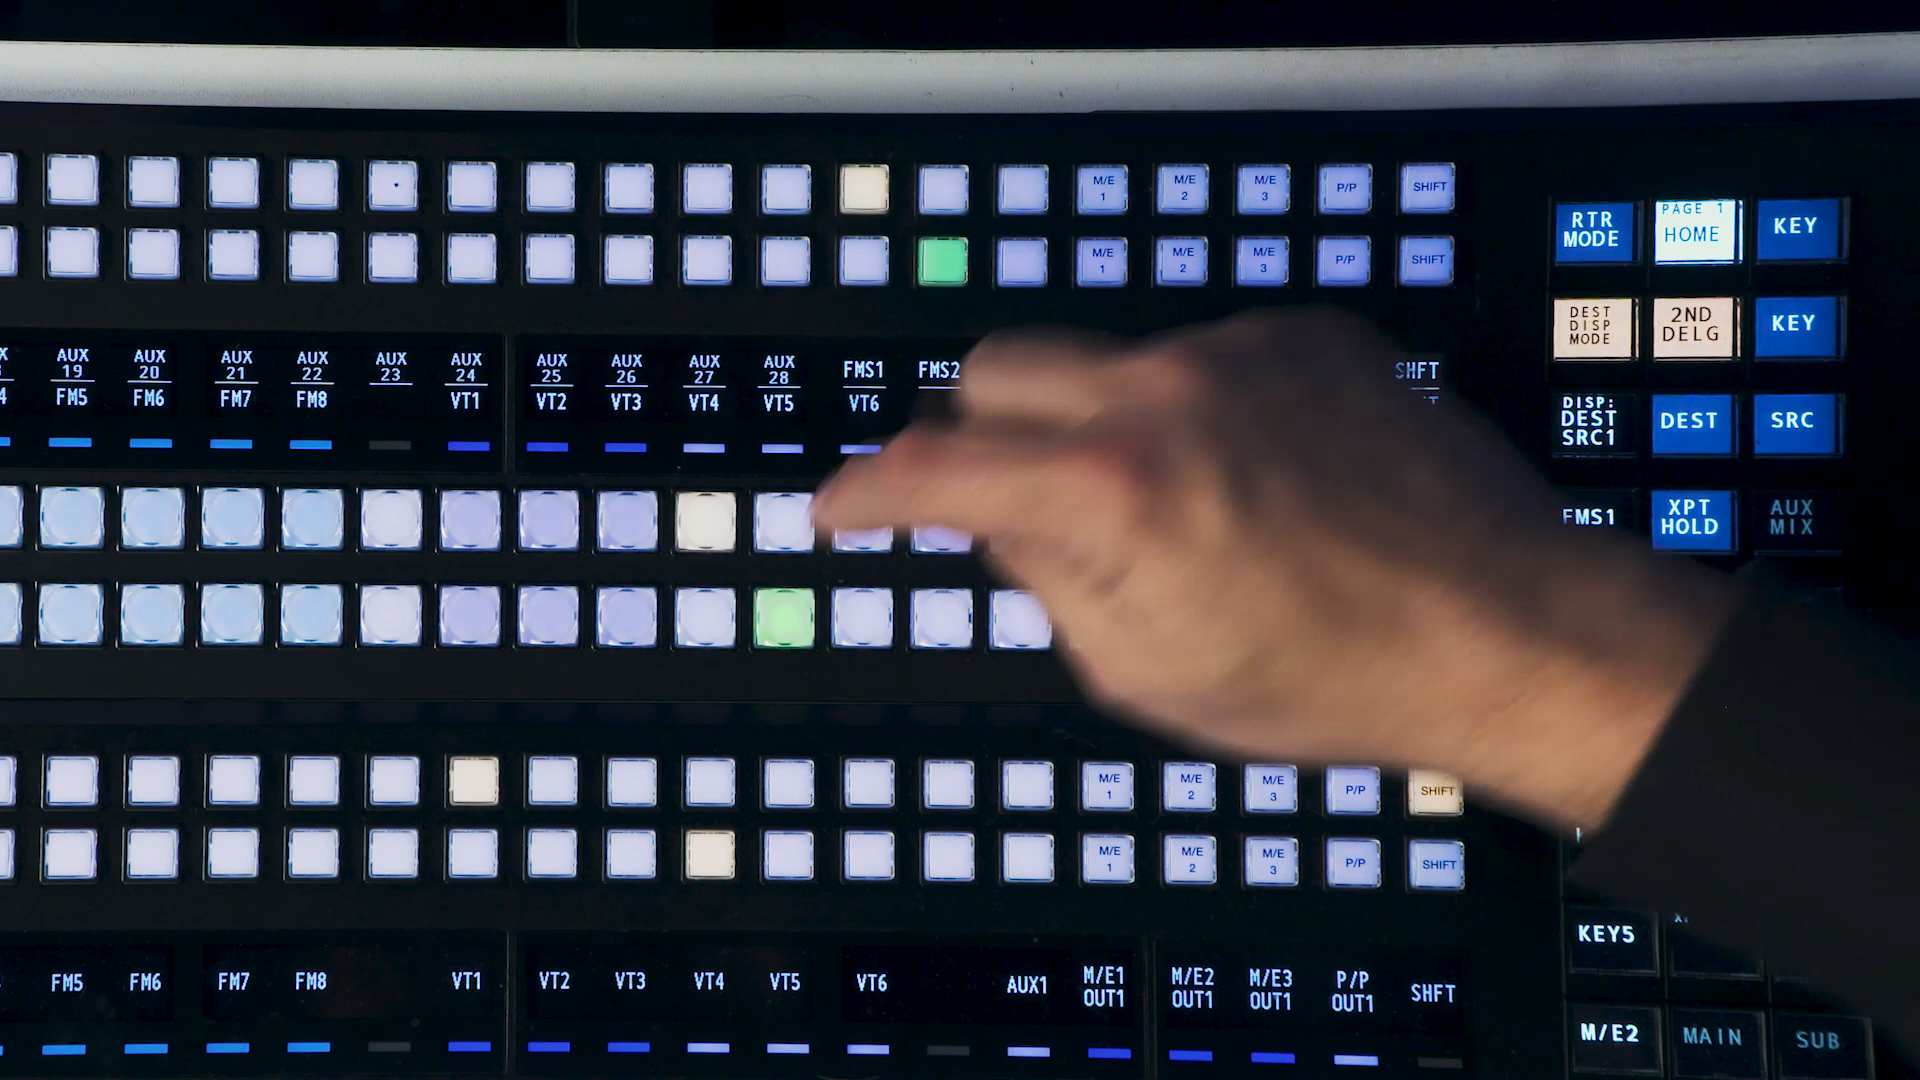 M/E 1 M/E 2 M/E 3 P/P SHIFT
M/E 1 M/E 2 M/E 3 P/P SHIFT
RTR MODE
PAGE 1 HOME
KEY
DEST DISP MODE
2ND DELG
KEY
AUX 19 AUX 20 AUX 21 AUX 22 AUX 23 AUX 24 AUX 25 AUX 26 AUX 27 AUX 28 FMS1 FMS2 SHFT
4 FM5 FM6 FM7 FM8 VT1 VT2 VT3 VT4 VT5 VT6
DISP: DEST SRC1
DEST
SRC
FMS1
XPT HOLD
AUX MIX
M/E 1 M/E 2 M/E 3 P/P SHIFT
M/E 1 M/E 2 M/E 3 P/P SHIFT
KEY5
FM5 FM6 FM7 FM8 VT1 VT2 VT3 VT4 VT5 VT6 AUX1 M/E1 OUT1 M/E2 OUT1 M/E3 OUT1 P/P OUT1 SHFT
M/E2 MAIN SUB